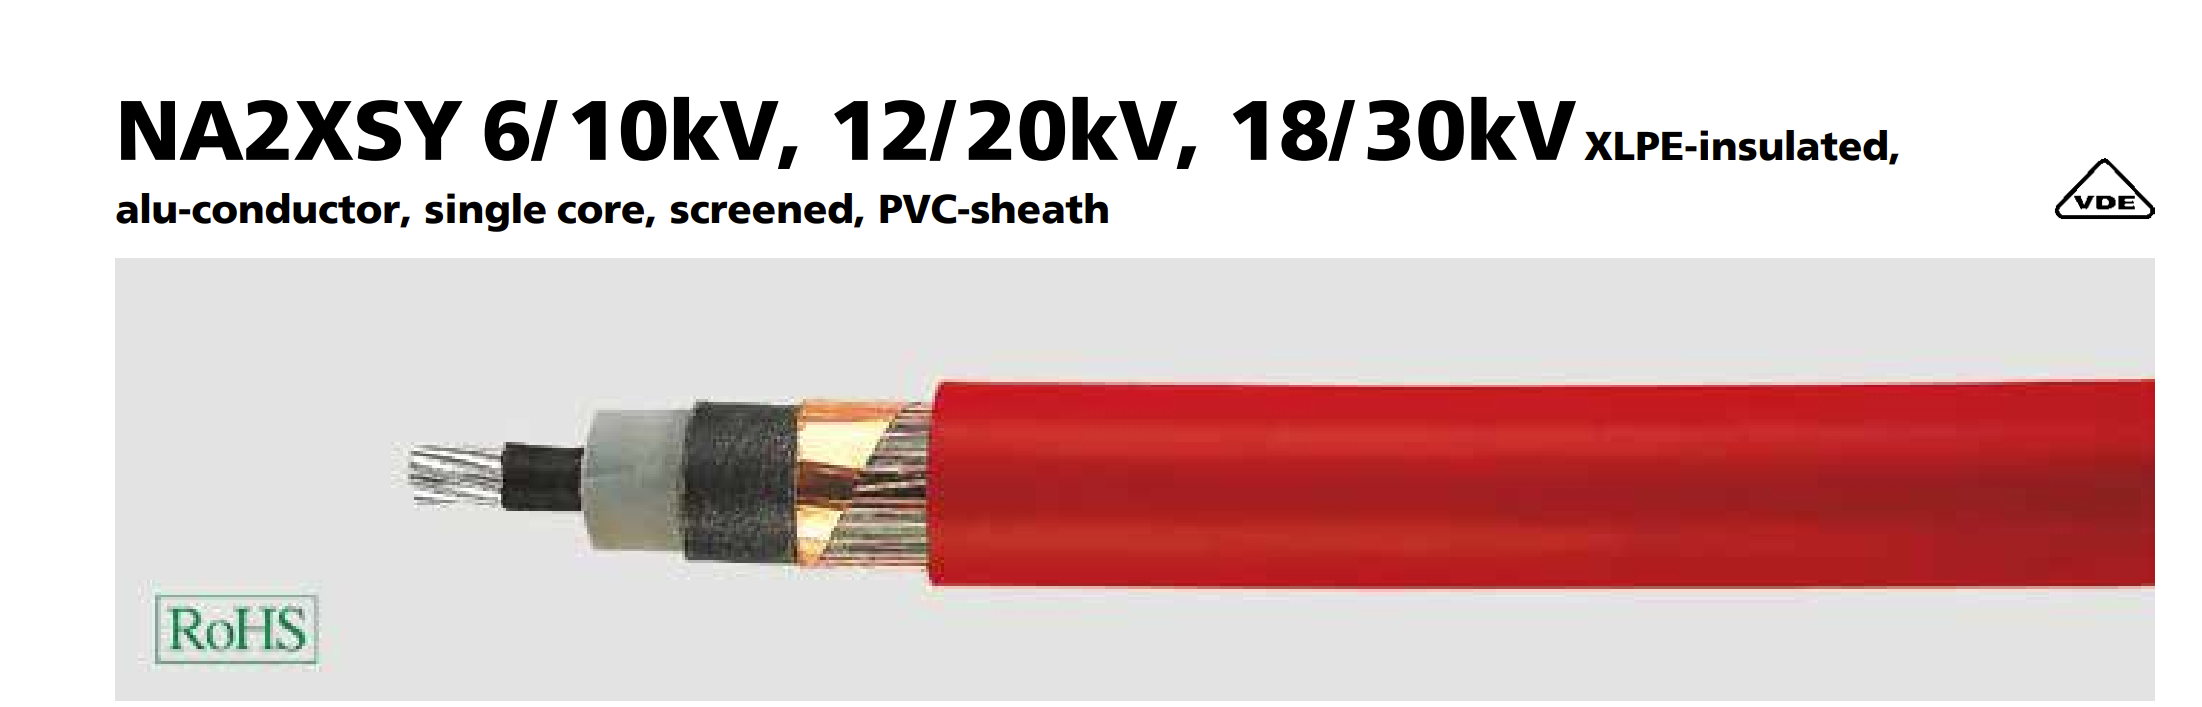 NA2XSY 6/10kV, 12/20kV, 18/30kV XLPE-insulated,
alu-conductor, single core, screened, PVC-sheath
VDE
RoHS